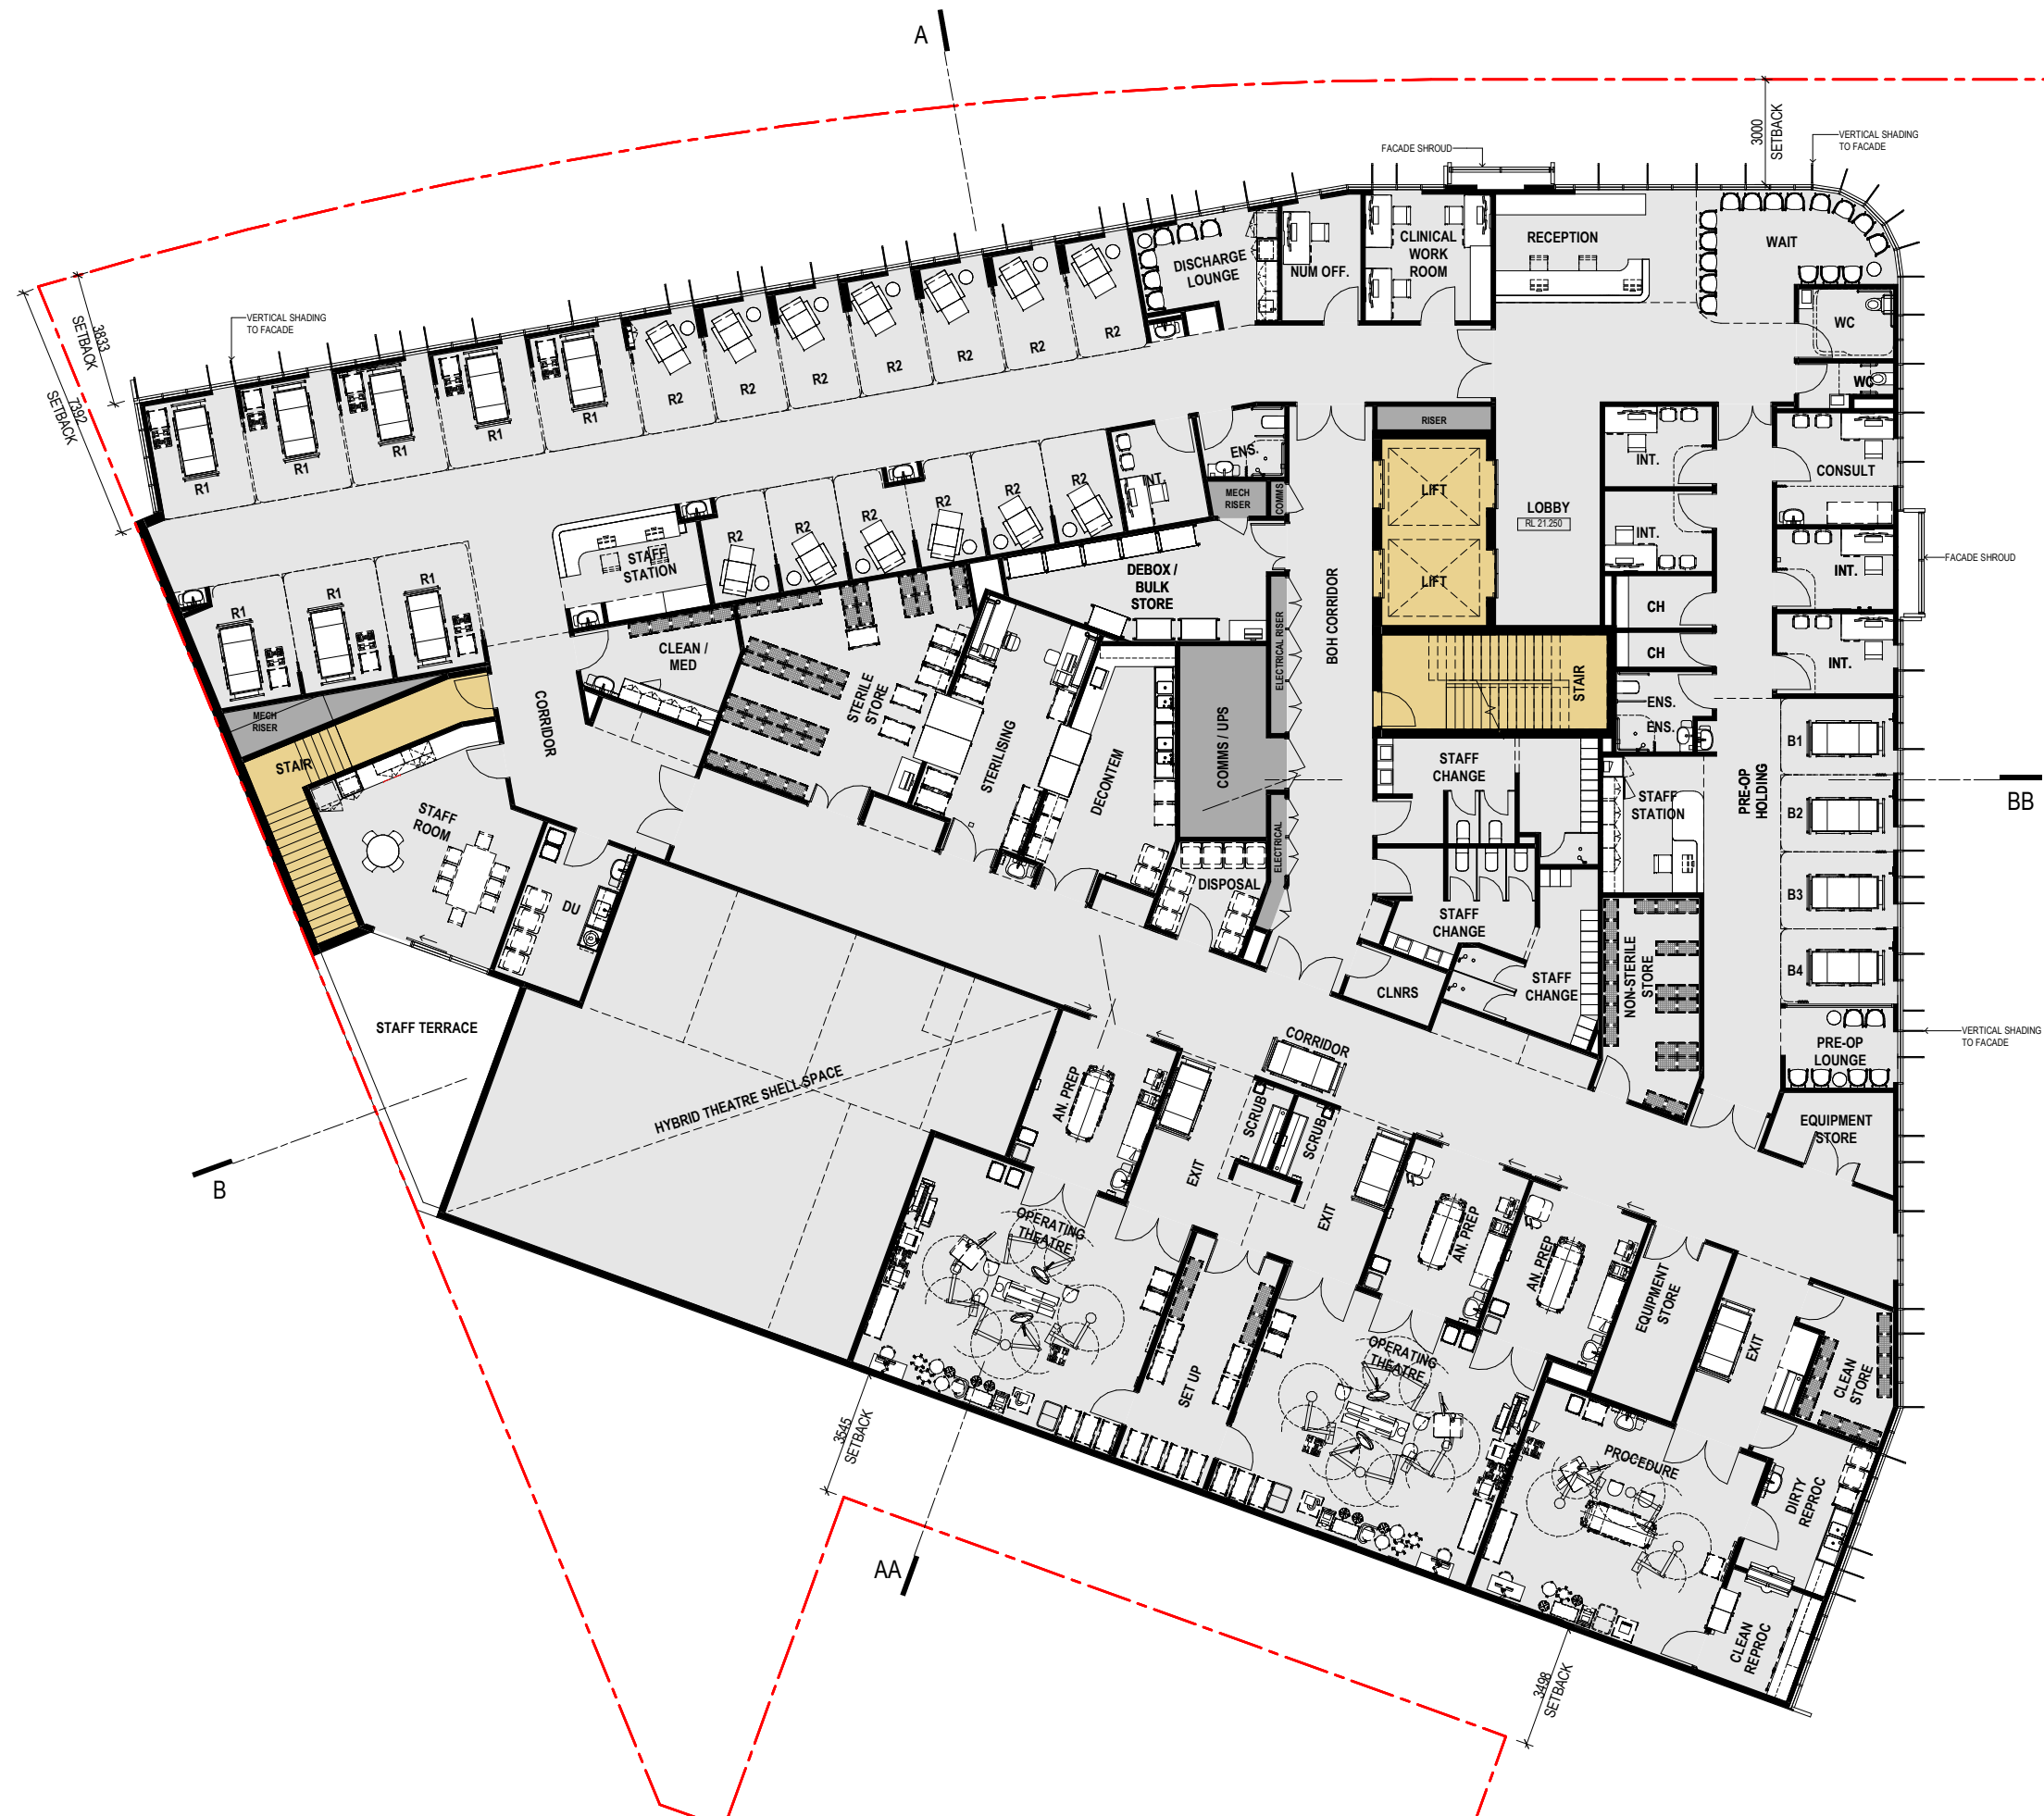 A
3000
SETBACK
VERTICAL SHADING
TO FACADE
FACADE SHROUD
3833
SETBACK
7392
SETBACK
VERTICAL SHADING
TO FACADE
DISCHARGE
LOUNGE
NUM OFF.
CLINICAL
WORK
ROOM
RECEPTION
WAIT
WC
WC
R1
R1
R1
R1
R1
R2
R2
R2
R2
R2
R2
R2
RISER
LIFT
LIFT
LOBBY
RL 21.250
INT.
INT.
CONSULT
INT.
INT.
CH
CH
FACADE SHROUD
ENS.
INT.
MECH
RISER
COMMS
R2
R2
R2
R2
R2
R2
STAFF
STATION
DEBOX /
BULK
STORE
BOH CORRIDOR
ELECTRICAL RISER
R1
R1
R1
CLEAN /
MED
STERILE
STORE
STERILISING
DECONTEM
COMMS / UPS
STAIR
ENS.
ENS.
MECH
RISER
STAIR
CORRIDOR
STAFF
ROOM
DU
STAFF
CHANGE
STAFF
STATION
PRE-OP
HOLDING
B1
B2
B3
B4
BB
ELECTRICAL
DISPOSAL
STAFF
CHANGE
STAFF
CHANGE
CLNRS
NON-STERILE
STORE
PRE-OP
LOUNGE
VERTICAL SHADING
TO FACADE
STAFF TERRACE
HYBRID THEATRE SHELL SPACE
AN. PREP
CORRIDOR
SCRUB
SCRUB
EXIT
EXIT
EQUIPMENT
STORE
B
OPERATING
THEATRE
AN. PREP
AN. PREP
EQUIPMENT
STORE
EXIT
CLEAN
STORE
SET UP
OPERATING
THEATRE
PROCEDURE
DIRTY
REPROC
CLEAN
REPROC
3545
SETBACK
AA
3498
SETBACK